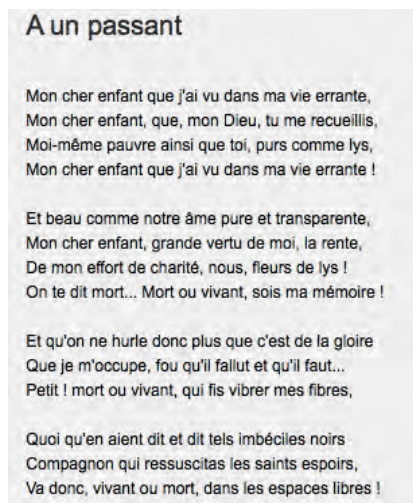 A un passant
Mon cher enfant que j'ai vu dans ma vie errante,
Mon cher enfant, que, mon Dieu, tu me recueillis,
Moi-même pauvre ainsi que toi, purs comme lys,
Mon cher enfant que j'ai vu dans ma vie errante !
Et beau comme notre âme pure et transparente,
Mon cher enfant, grande vertu de moi, la rente,
De mon effort de charité, nous, fleurs de lys !
On te dit mort... Mort ou vivant, sois ma mémoire !
Et qu'on ne hurle donc plus que c'est de la gloire
Que je m'occupe, fou qu'il fallut et qu'il faut...
Petit ! mort ou vivant, qui fis vibrer mes fibres,
Quoi qu'en aient dit et dit tels imbéciles noirs
Compagnon qui ressuscitas les saints espoirs,
Va donc, vivant ou mort, dans les espaces libres !